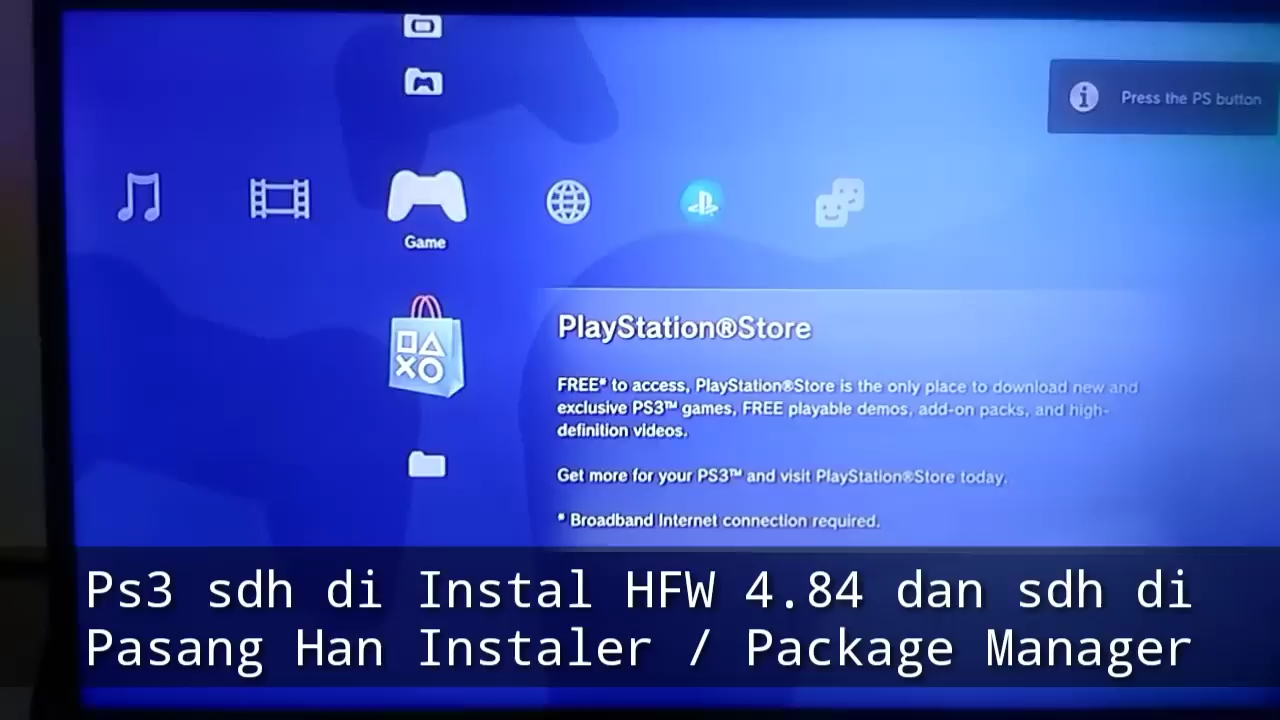 Press the PS button
Game
PlayStation®Store
FREE* to access, PlayStation®Store is the only place to download new and
exclusive PS3™ games, FREE playable demos, add-on packs, and high-
definition videos.
Get more for your PS3™ and visit PlayStation®Store today.
* Broadband Internet connection required.
Ps3 sdh di Instal HFW 4.84 dan sdh di
Pasang Han Instaler / Package Manager